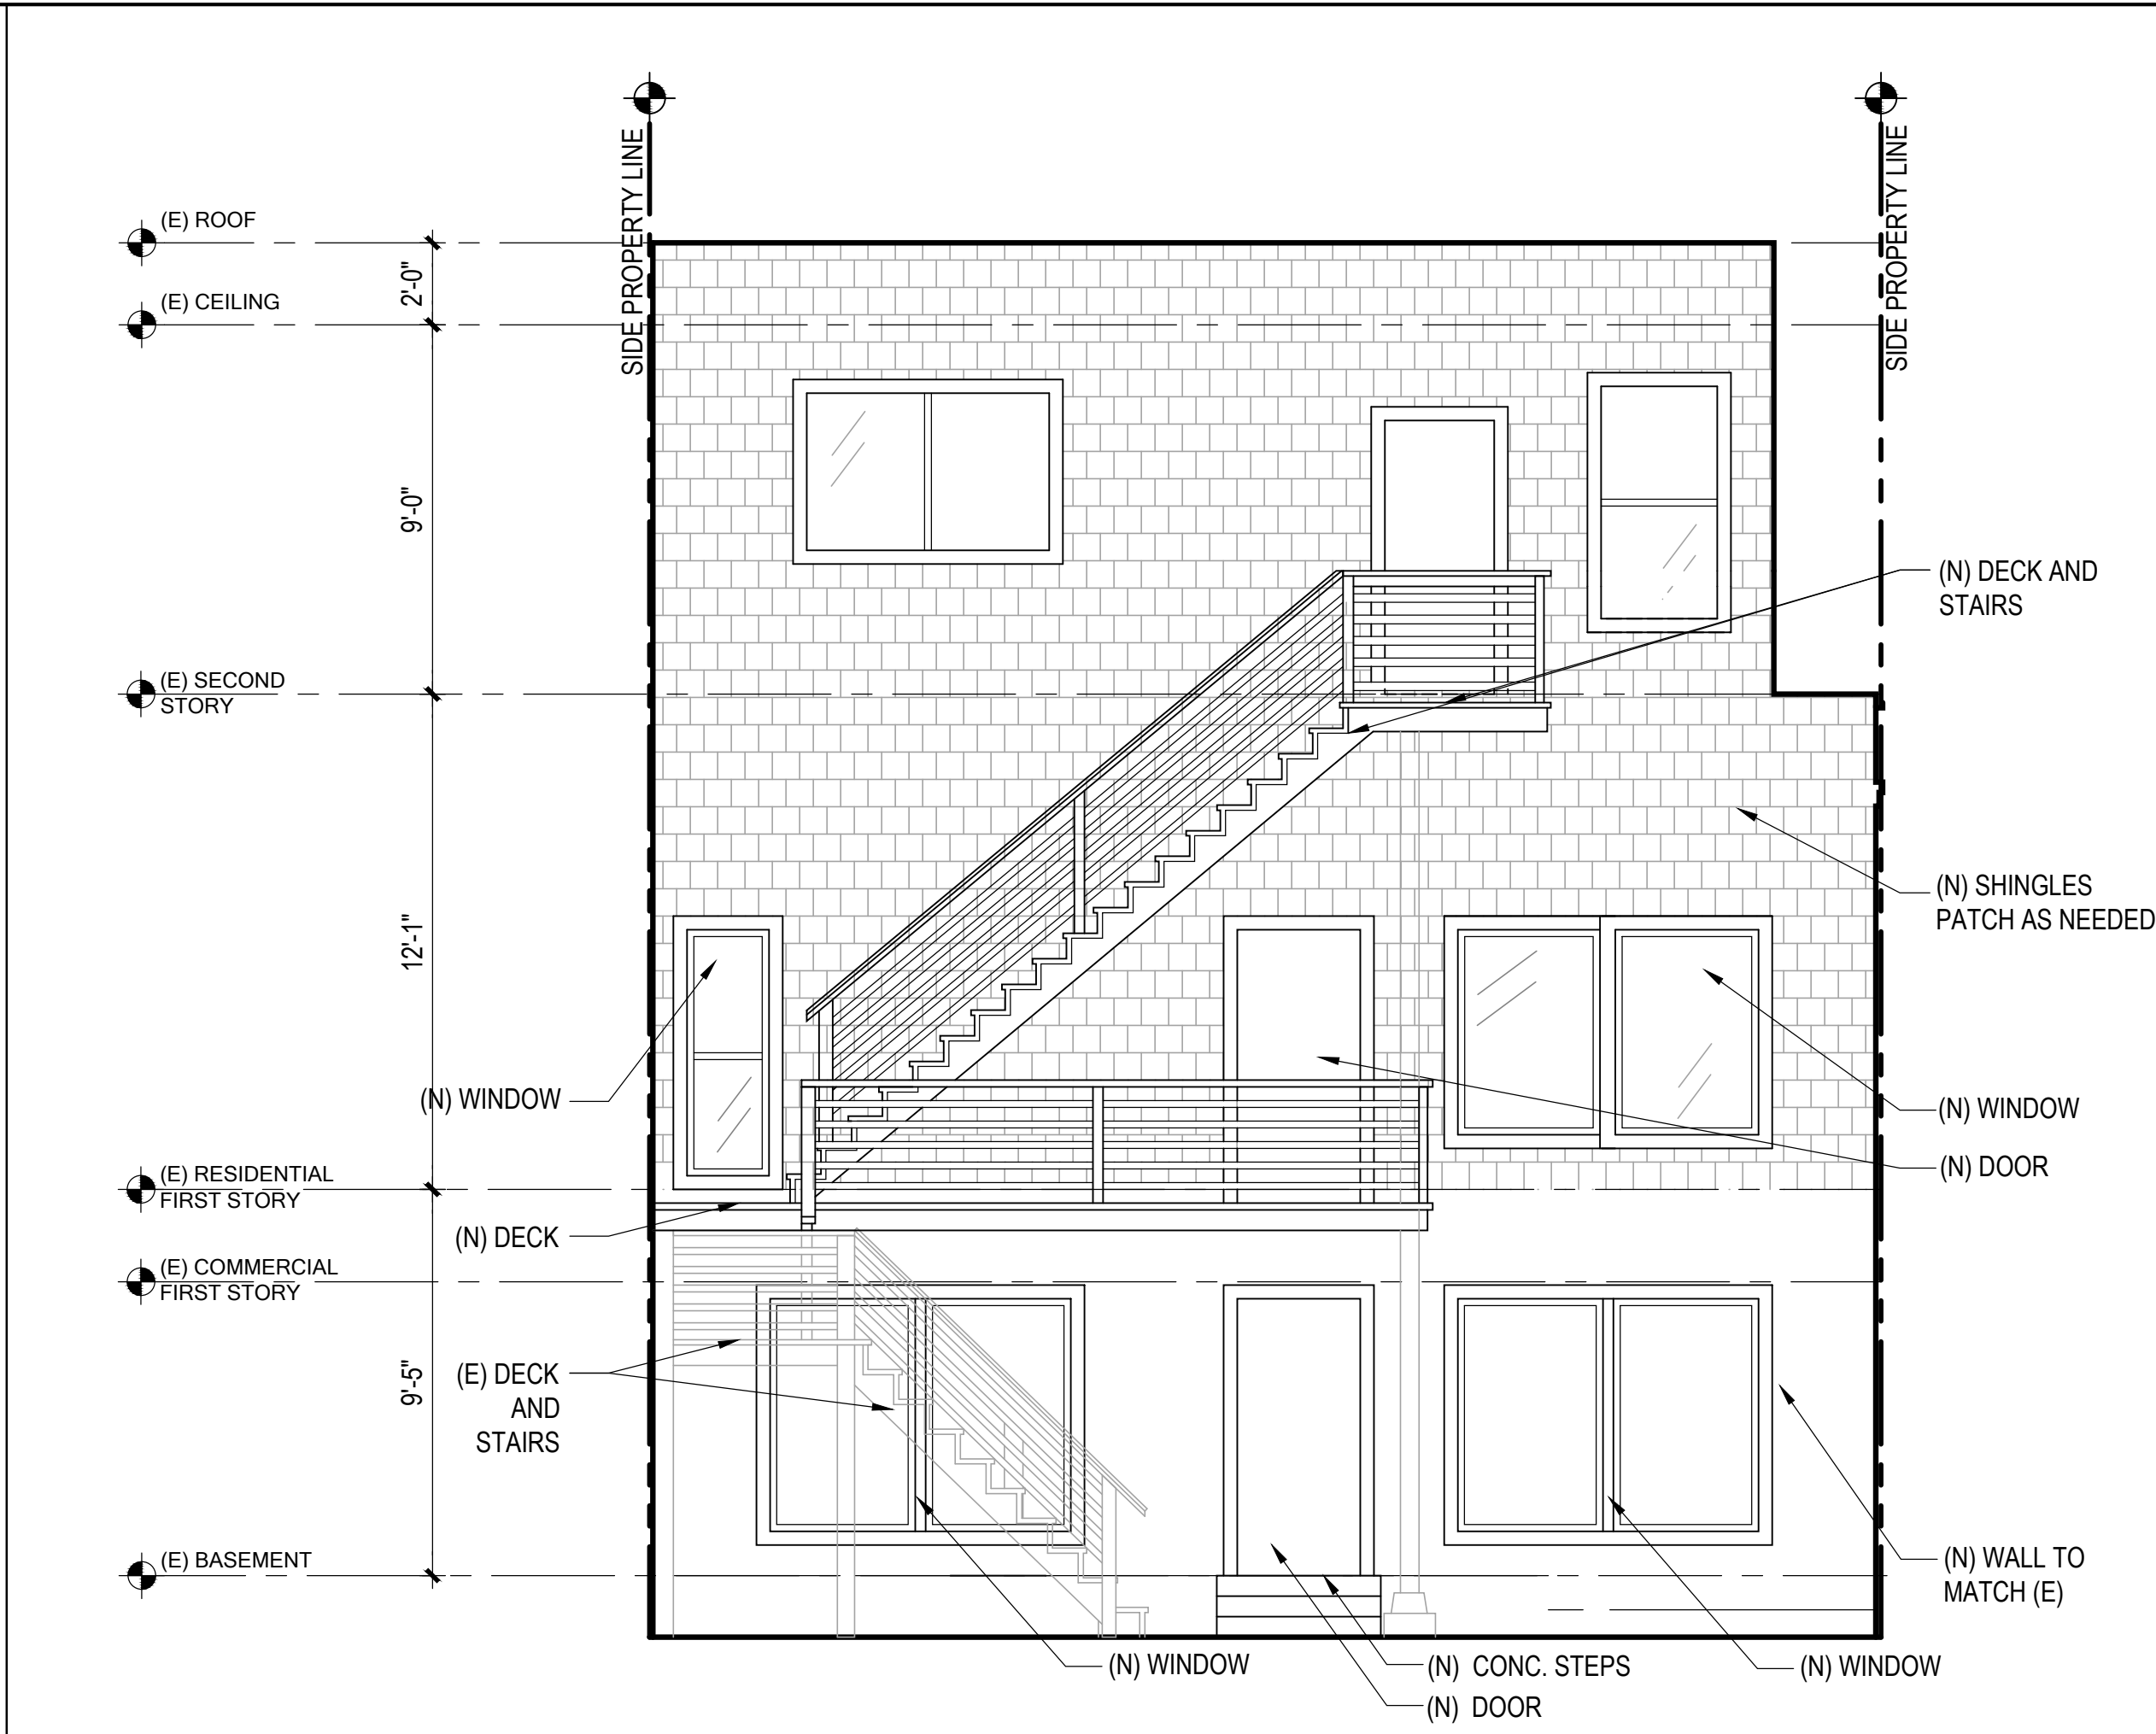 SIDE PROPERTY LINE
SIDE PROPERTY LINE
(E) ROOF
2'-0"
(E) CEILING
9'-0"
(N) DECK AND
STAIRS
(E) SECOND
STORY
(N) SHINGLES
PATCH AS NEEDED
12'-1"
(N) WINDOW
(N) WINDOW
(N) DOOR
(E) RESIDENTIAL
FIRST STORY
(N) DECK
(E) COMMERCIAL
FIRST STORY
9'-5"
(E) DECK
AND
STAIRS
(E) BASEMENT
(N) WALL TO
MATCH (E)
(N) WINDOW
(N) CONC. STEPS
(N) WINDOW
(N) DOOR